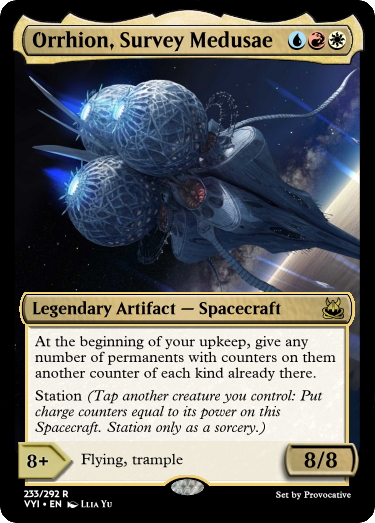 Orrhion, Survey Medusae
Legendary Artifact — Spacecraft
At the beginning of your upkeep, give any
number of permanents with counters on them
another counter of each kind already there.
Station (Tap another creature you control: Put
charge counters equal to its power on this
Spacecraft. Station only as a sorcery.)
8+ Flying, trample
8/8
233/292 R
VYI • EN Llia Yu
Set by Provocative